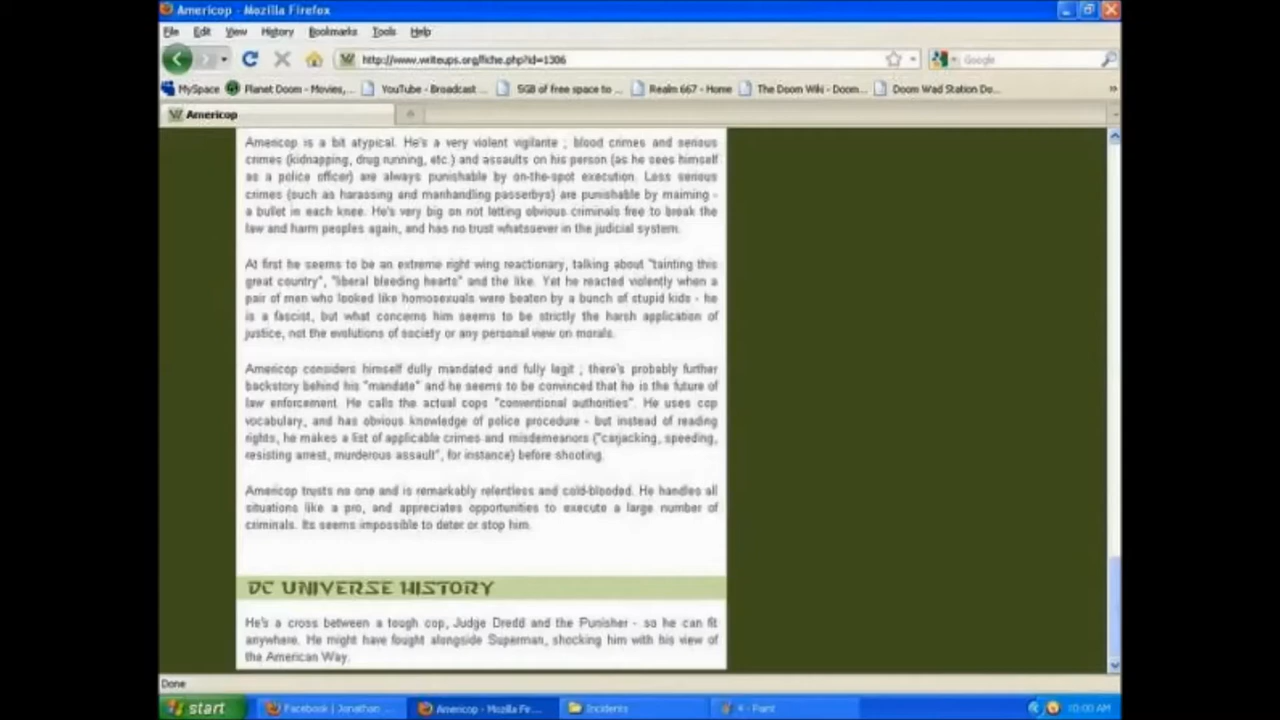 Americop - Mozilla Firefox
File Edit View History Bookmarks Tools Help
http://www.writeups.org/fiche.php?id=1306
Google
MySpace Planet Doom - Movies,... YouTube - Broadcast ... 5GB of free space to ... Realm 667 - Home The Doom Wiki - Doom... Doom Wad Station Do... »
Americop
Americop is a bit atypical. He's a very violent vigilante ; blood crimes and serious
crimes (kidnapping, drug running, etc.) and assaults on his person (as he sees himself
as a police officer) are always punishable by on-the-spot execution. Less serious
crimes (such as harassing and manhandling passerbys) are punishable by maiming -
a bullet in each knee. He's very big on not letting obvious criminals free to break the
law and harm peoples again, and has no trust whatsoever in the judicial system.
At first he seems to be an extreme right wing reactionary, talking about "tainting this
great country", "liberal bleeding hearts" and the like. Yet he reacted violently when a
pair of men who looked like homosexuals were beaten by a bunch of stupid kids - he
is a fascist, but what concerns him seems to be strictly the harsh application of
justice, not the evolutions of society or any personal view on morals.
Americop considers himself dully mandated and fully legit ; there's probably further
backstory behind his "mandate" and he seems to be convinced that he is the future of
law enforcement. He calls the actual cops "conventional authorities". He uses cop
vocabulary, and has obvious knowledge of police procedure - but instead of reading
rights, he makes a list of applicable crimes and misdemeanors ("carjacking, speeding,
resisting arrest, murderous assault", for instance) before shooting.
Americop trusts no one and is remarkably relentless and cold-blooded. He handles all
situations like a pro, and appreciates opportunities to execute a large number of
criminals. Its seems impossible to deter or stop him.
DC UNIVERSE HISTORY
He's a cross between a tough cop, Judge Dredd and the Punisher - so he can fit
anywhere. He might have fought alongside Superman, shocking him with his view of
the American Way.
Done
start Facebook | Jonathan ... Americop - Mozilla Fe... Incidents 4 - Paint 10:00 AM